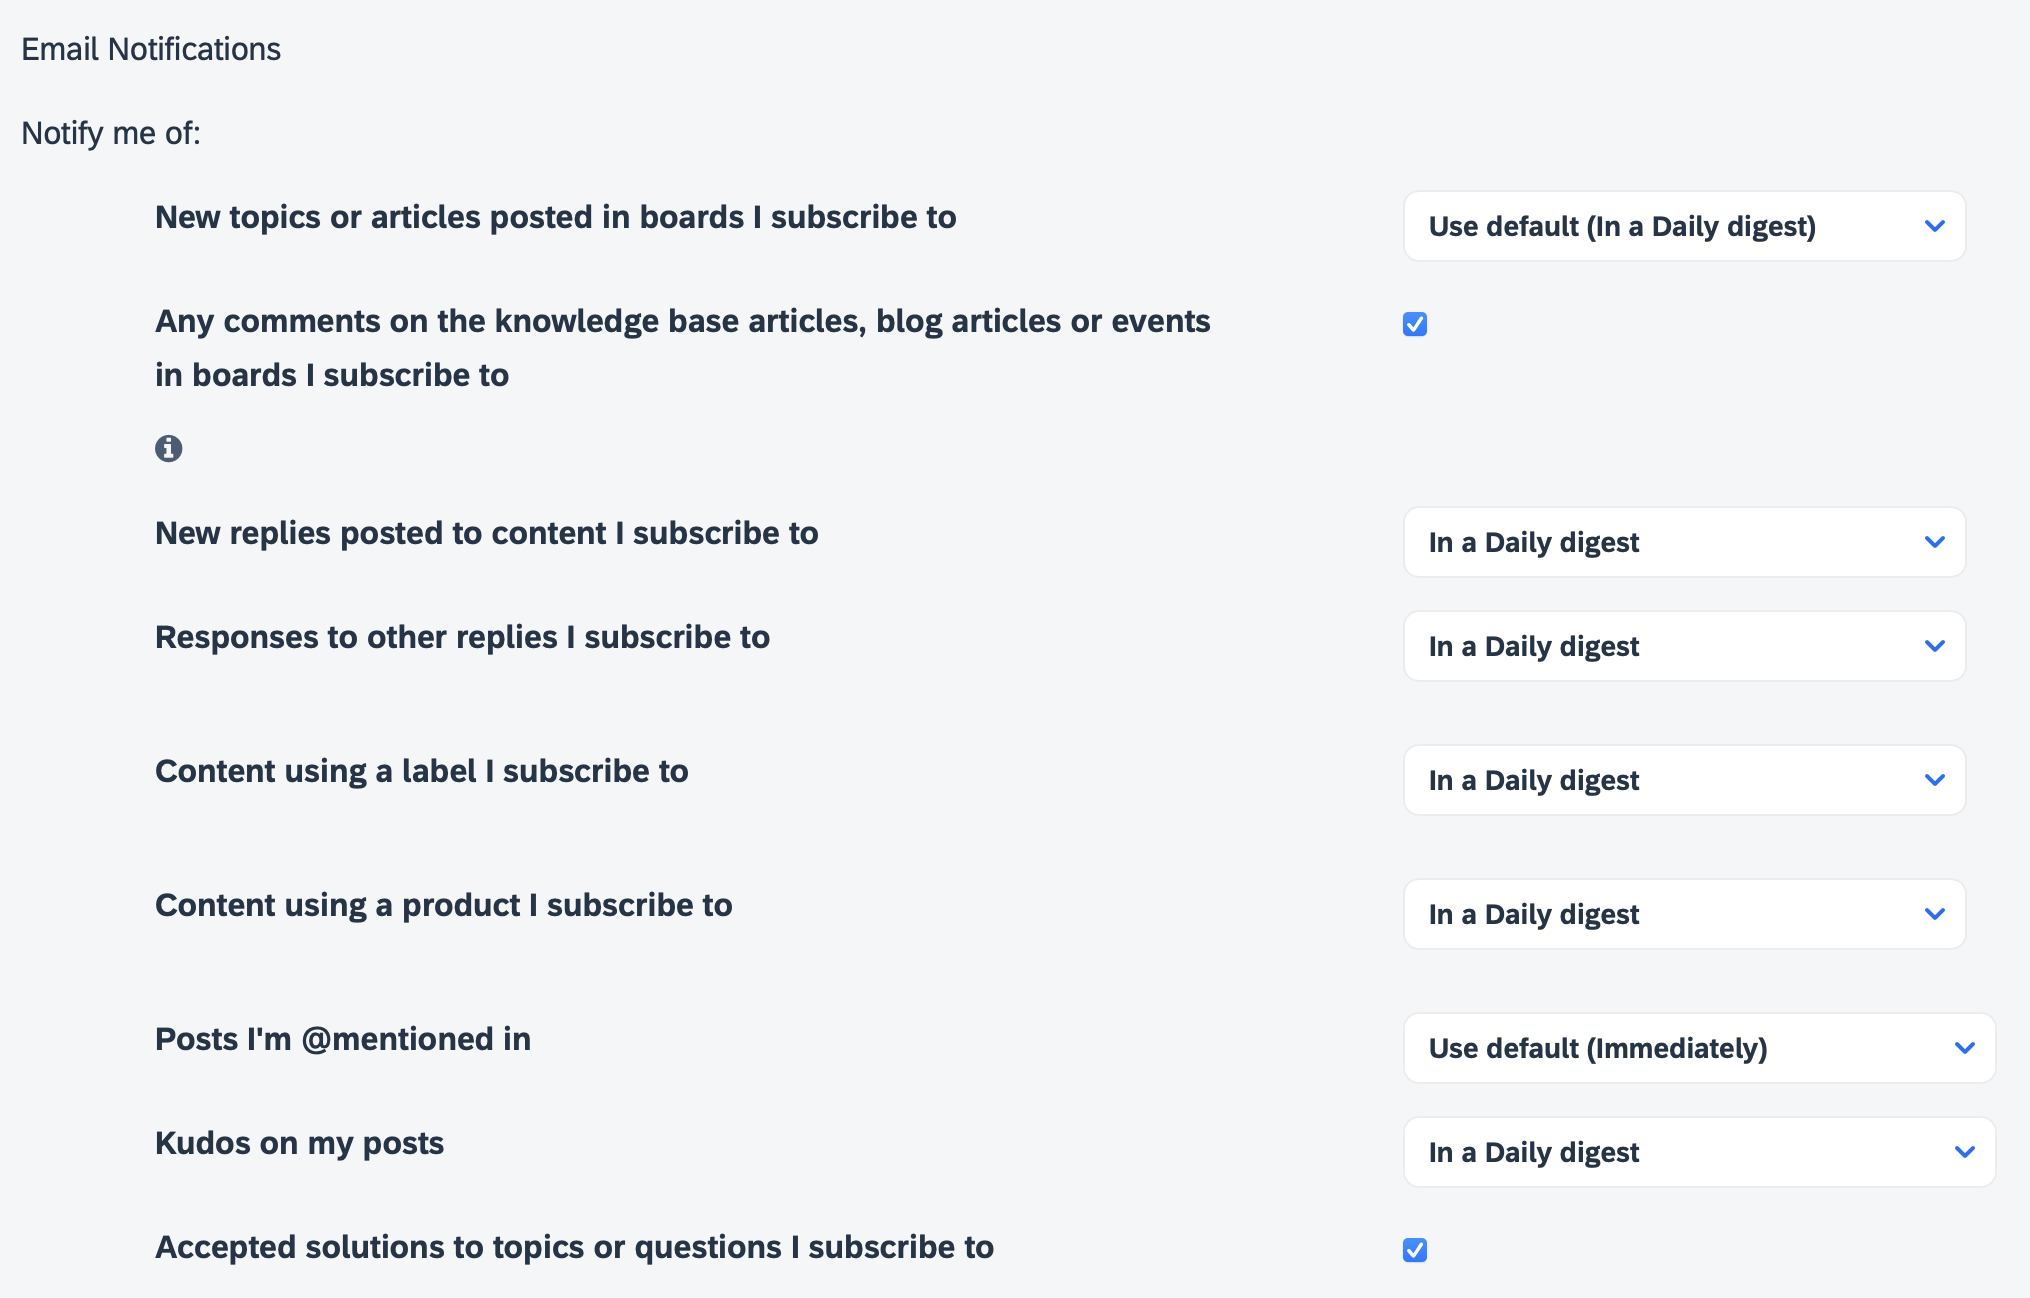 Email Notifications
Notify me of:
New topics or articles posted in boards I subscribe to
Use default (In a Daily digest)
Any comments on the knowledge base articles, blog articles or events
in boards I subscribe to
New replies posted to content I subscribe to
In a Daily digest
Responses to other replies I subscribe to
In a Daily digest
Content using a label I subscribe to
In a Daily digest
Content using a product I subscribe to
In a Daily digest
Posts I'm @mentioned in
Use default (Immediately)
Kudos on my posts
In a Daily digest
Accepted solutions to topics or questions I subscribe to